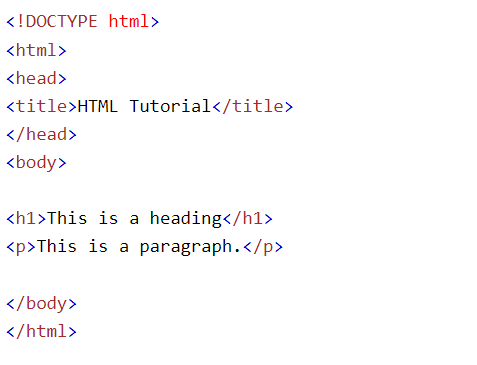 <!DOCTYPE html>
<html>
<head>
<title>HTML Tutorial</title>
</head>
<body>
<h1>This is a heading</h1>
<p>This is a paragraph.</p>
</body>
</html>